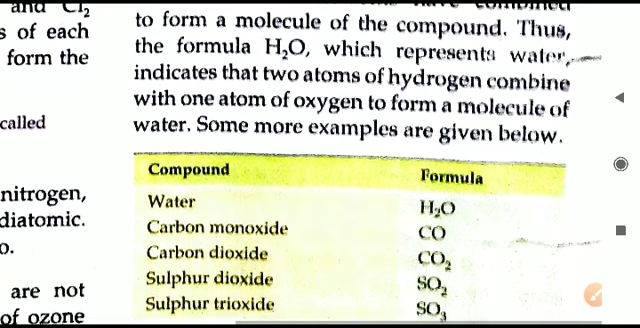 and Cl₂
s of each
form the
called
nitrogen,
diatomic.
o.
are not
of ozone
to form a molecule of the compound. Thus,
the formula H₂O, which represents water,
indicates that two atoms of hydrogen combine
with one atom of oxygen to form a molecule of
water. Some more examples are given below.
Compound Formula
Water H₂O
Carbon monoxide CO
Carbon dioxide CO₂
Sulphur dioxide SO₂
Sulphur trioxide SO₃